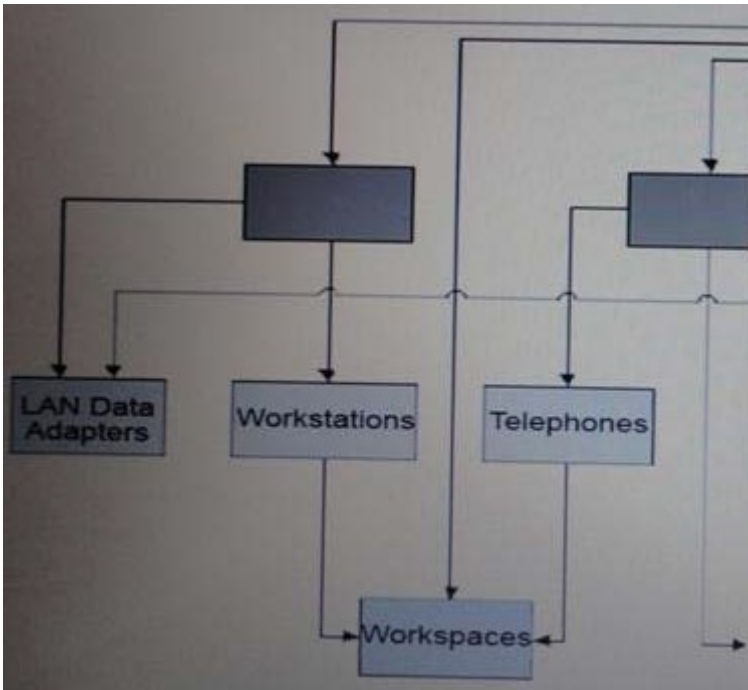 LAN Data
Adapters
Workstations
Telephones
Workspaces